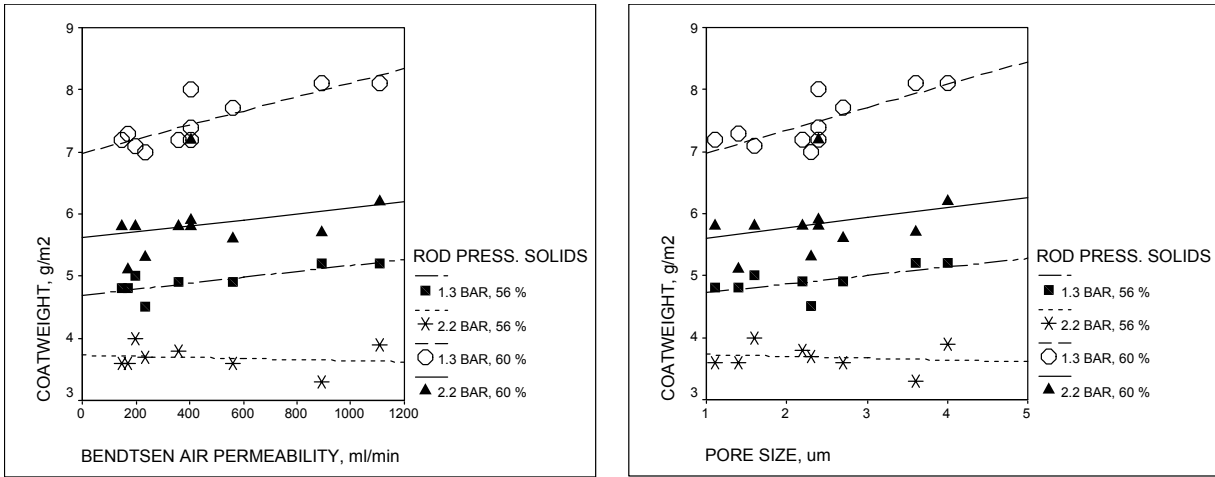 9
8
7
6
5
4
3
COATWEIGHT, g/m2
0 200 400 600 800 1000 1200
BENDTSEN AIR PERMEABILITY, ml/min
ROD PRESS. SOLIDS
1.3 BAR, 56 %
2.2 BAR, 56 %
1.3 BAR, 60 %
2.2 BAR, 60 %
9
8
7
6
5
4
3
COATWEIGHT, g/m2
1 2 3 4 5
PORE SIZE, um
ROD PRESS. SOLIDS
1.3 BAR, 56 %
2.2 BAR, 56 %
1.3 BAR, 60 %
2.2 BAR, 60 %